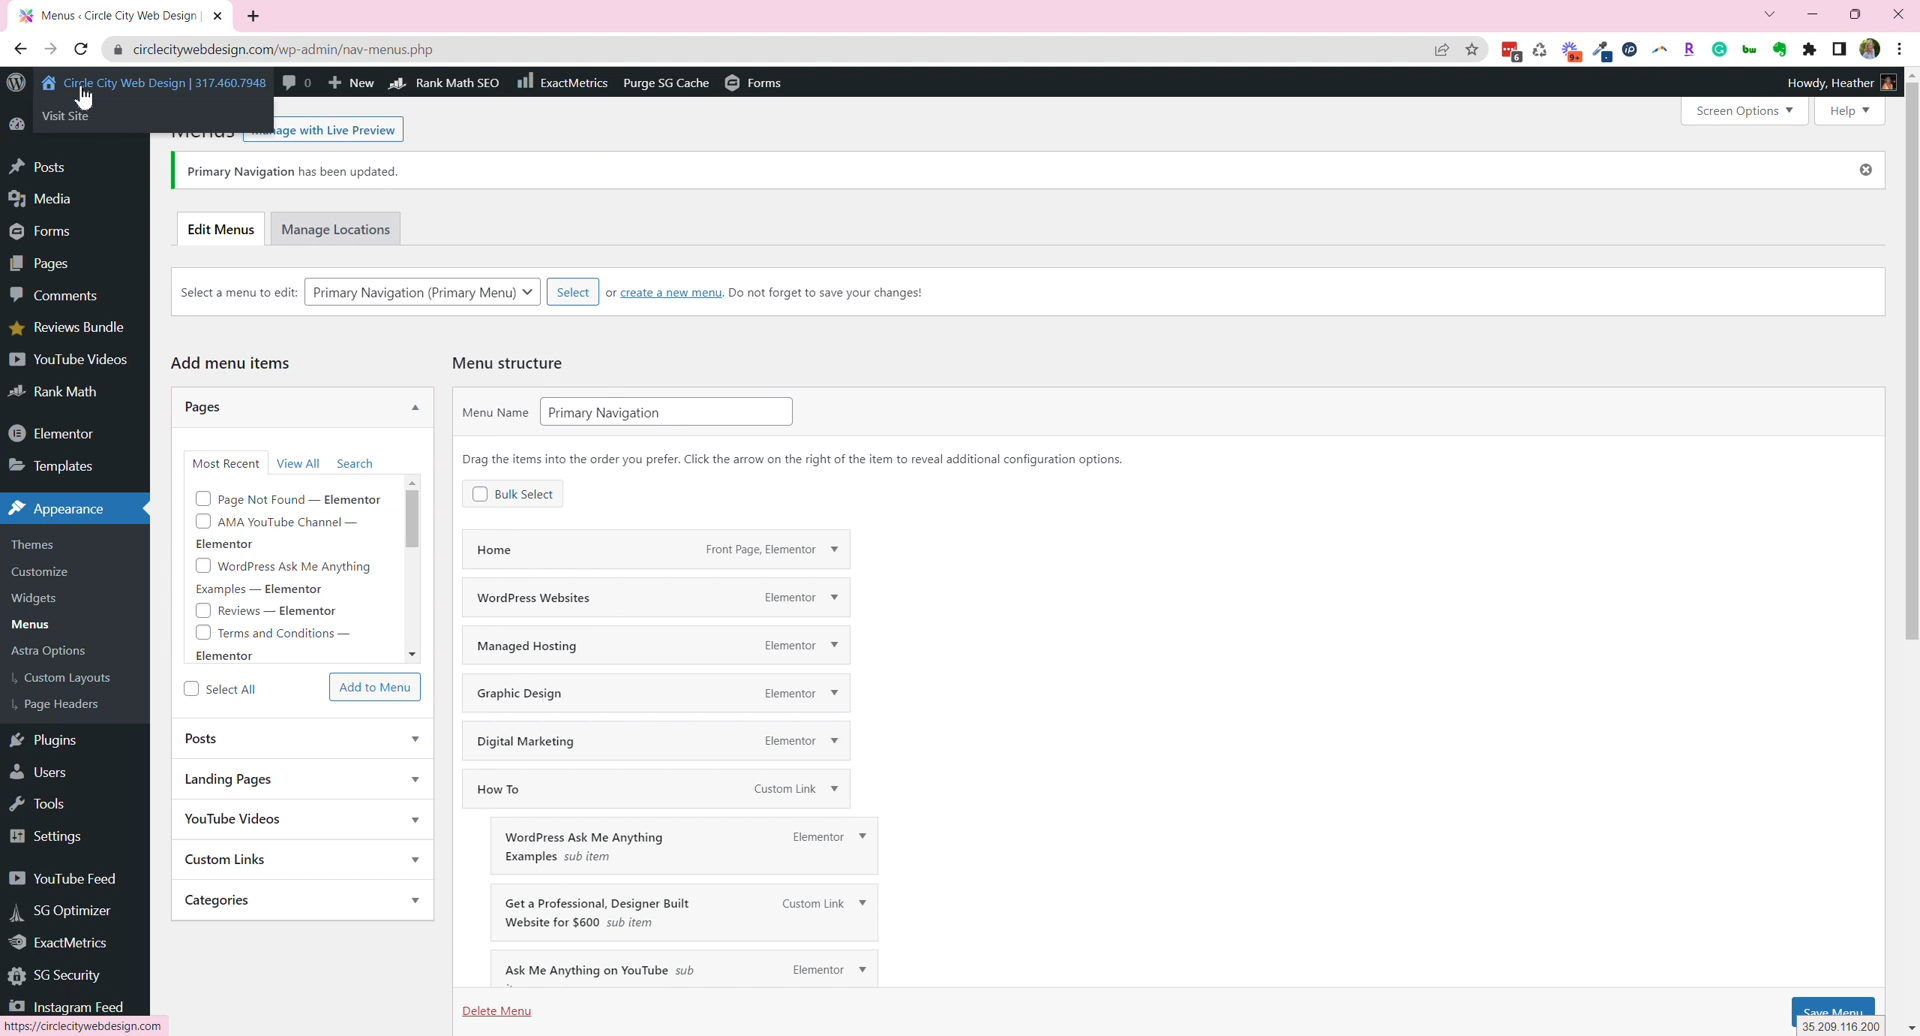 Menus ‹ Circle City Web Design |
circlecitywebdesign.com/wp-admin/nav-menus.php
6
9+
R
bw
Circle City Web Design | 317.460.7948
0
New
Rank Math SEO
ExactMetrics
Purge SG Cache
Forms
Howdy, Heather
Visit Site
Manage with Live Preview
Screen Options
Help
Primary Navigation has been updated.
Edit Menus
Manage Locations
Select a menu to edit:
Primary Navigation (Primary Menu)
Select
or create a new menu. Do not forget to save your changes!
Posts
Media
Forms
Pages
Comments
Reviews Bundle
YouTube Videos
Rank Math
Elementor
Templates
Appearance
Themes
Customize
Widgets
Menus
Astra Options
Custom Layouts
Page Headers
Plugins
Users
Tools
Settings
YouTube Feed
SG Optimizer
ExactMetrics
SG Security
Instagram Feed
https://circlecitywebdesign.com
Add menu items
Pages
Most Recent
View All
Search
Page Not Found — Elementor
AMA YouTube Channel —
Elementor
WordPress Ask Me Anything
Examples — Elementor
Reviews — Elementor
Terms and Conditions —
Elementor
Select All
Add to Menu
Posts
Landing Pages
YouTube Videos
Custom Links
Categories
Menu structure
Menu Name
Primary Navigation
Drag the items into the order you prefer. Click the arrow on the right of the item to reveal additional configuration options.
Bulk Select
Home
Front Page, Elementor
WordPress Websites
Elementor
Managed Hosting
Elementor
Graphic Design
Elementor
Digital Marketing
Elementor
How To
Custom Link
WordPress Ask Me Anything
Examples sub item
Elementor
Get a Professional, Designer Built
Website for $600 sub item
Custom Link
Ask Me Anything on YouTube sub
Elementor
Delete Menu
Save Menu
35.209.116.200